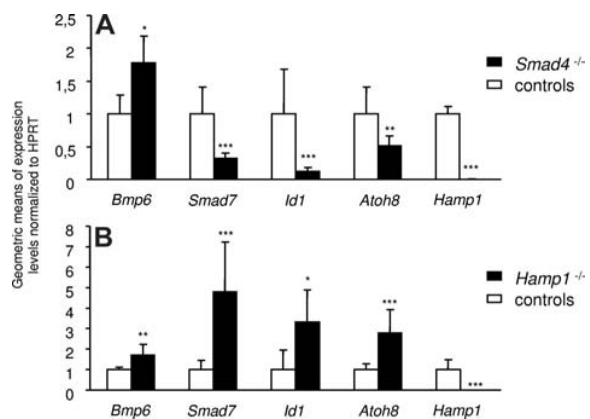 A
Geometric means of expression
levels normalized to HPRT
2,5
2
1,5
1
0,5
0
*
***
***
**
***
Bmp6 Smad7 Id1 Atoh8 Hamp1
Smad4 -/-
controls
B
8
7
6
5
4
3
2
1
0
**
***
*
***
***
Bmp6 Smad7 Id1 Atoh8 Hamp1
Hamp1 -/-
controls